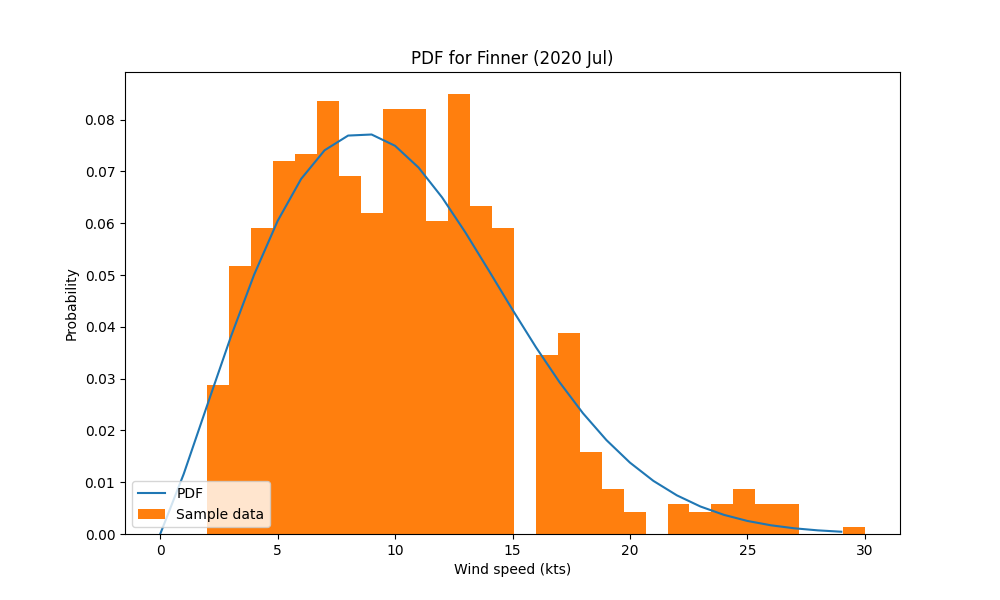 PDF for Finner (2020 Jul)
Probability
0.08
0.07
0.06
0.05
0.04
0.03
0.02
0.01
0.00
PDF
Sample data
0 5 10 15 20 25 30
Wind speed (kts)